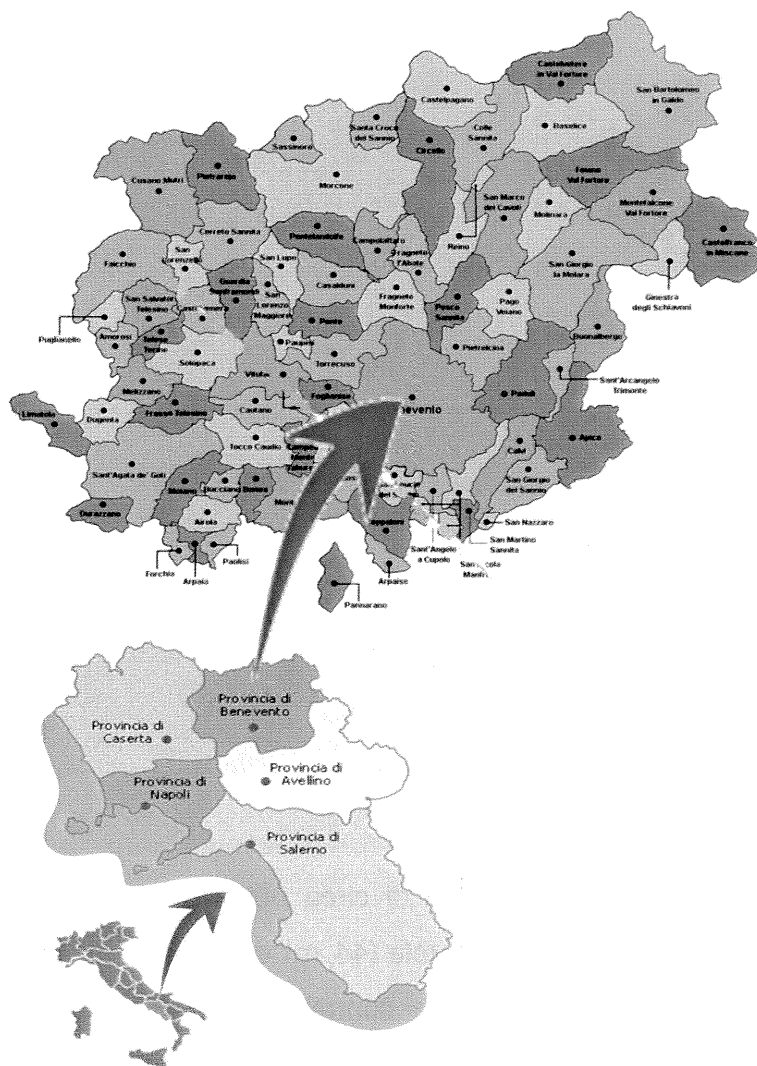 Castelvetere
in Val Fortore
San Bartolomeo
in Galdo
Castelpagano
Baselice
Santa Croce
del Sannio
Colle
Sannita
Sassinoro
Circello
Foiano
Val Fortore
Pietraroja
Cusano Mutri
Morcone
San Marco
dei Cavoti
Molinara
Montefalcone
Val Fortore
Castelfranco
in Miscano
Cerreto Sannita
Pontelandolfo
Campolattaro
Reino
Fragneto
l'Abate
San Giorgio
la Molara
Faicchio
San
Lorenzello
San Lupo
Casalduni
Ginestra
degli Schiavoni
Guardia
San Salvatore
Telesino
San
Lorenzo
Maggiore
Fragneto
Monforte
Pesco
Sannita
Pago
Veiano
Puglianello
Amorosi
Telese
Terme
Ponte
Buonalbergo
Solopaca
Paupisi
Torrecuso
Pietrelcina
Sant'Arcangelo
Trimonte
Melizzano
Foglianise
Paduli
Limatola
Dugenta
Frasso Telesino
Cautano
nevento
Apice
Tocco Caudio
Calvi
Sant'Agata de' Goti
San Giorgio
del Sannio
Moiano
Bucciano
Bonea
Durazzano
Airola
San Nazzaro
San Martino
Sannita
Sant'Angelo
a Cupolo
Forchia
Arpaia
Paolisi
Arpaise
Pannarano
Provincia di
Benevento
Provincia di
Caserta
Provincia di
Avellino
Provincia di
Napoli
Provincia di
Salerno